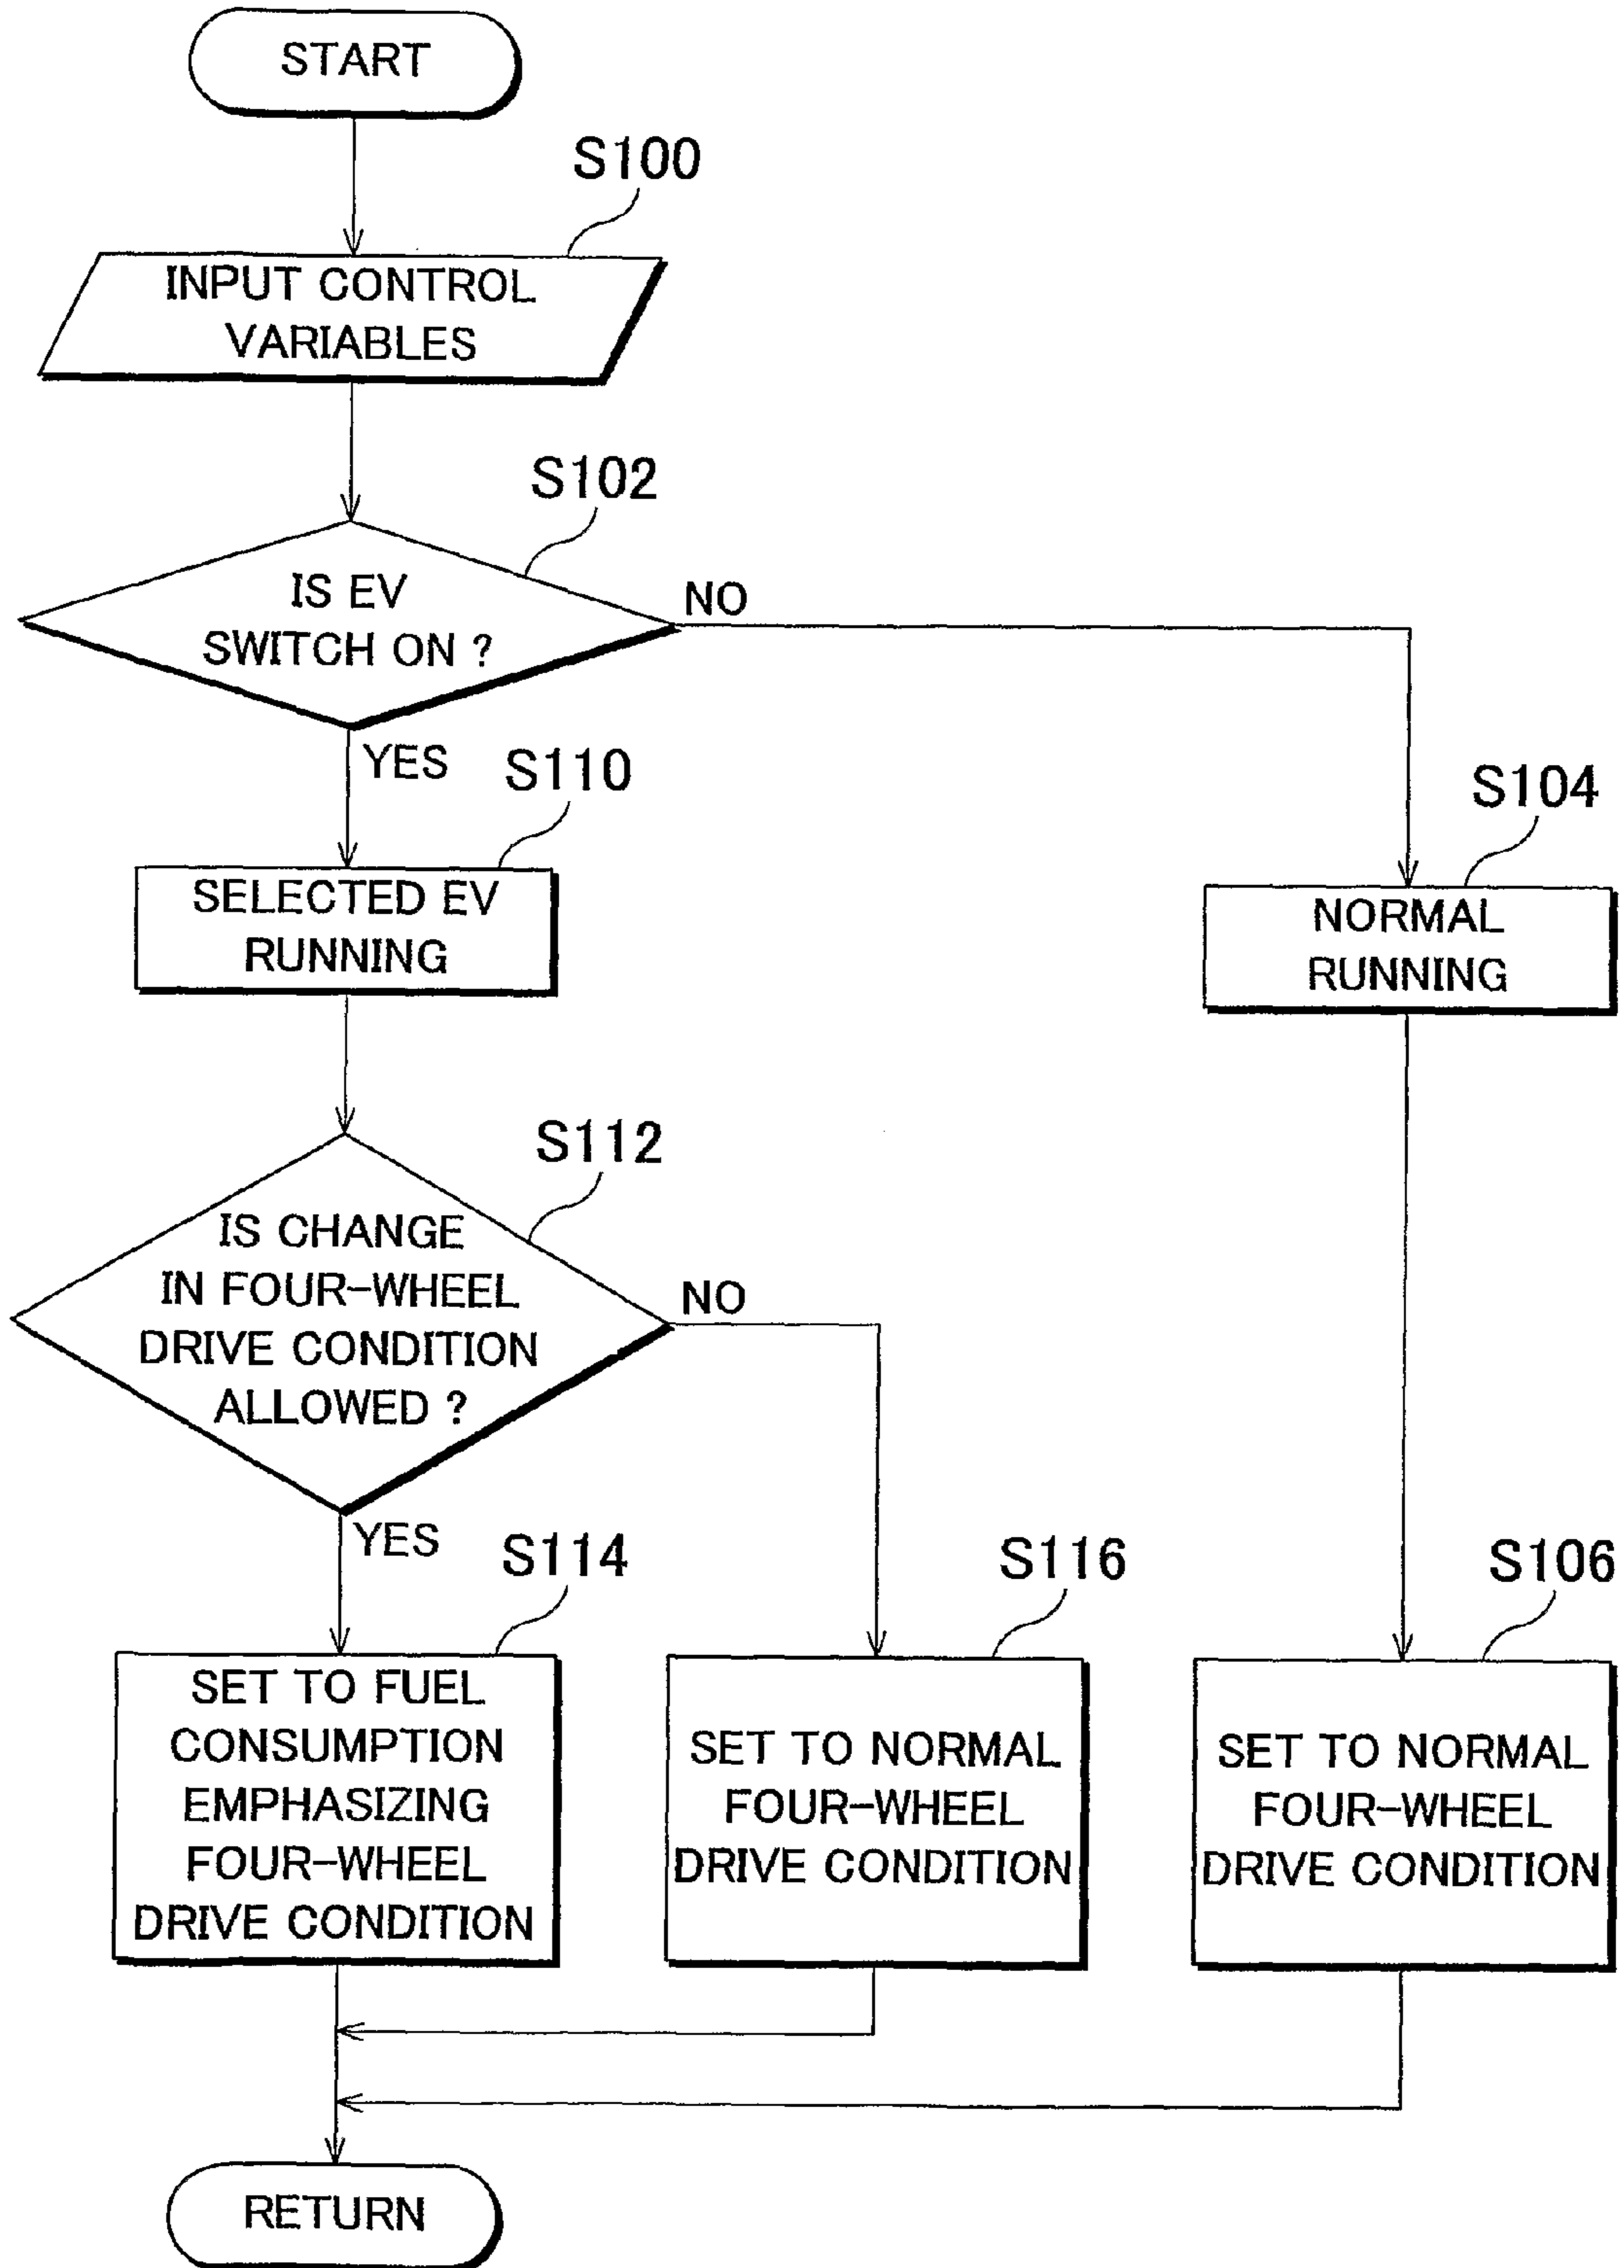 START
S100
INPUT CONTROL
VARIABLES
S102
IS EV
SWITCH ON ?
NO
YES
S110
SELECTED EV
RUNNING
S104
NORMAL
RUNNING
S112
IS CHANGE
IN FOUR-WHEEL
DRIVE CONDITION
ALLOWED ?
NO
YES
S114
SET TO FUEL
CONSUMPTION
EMPHASIZING
FOUR-WHEEL
DRIVE CONDITION
S116
SET TO NORMAL
FOUR-WHEEL
DRIVE CONDITION
S106
SET TO NORMAL
FOUR-WHEEL
DRIVE CONDITION
RETURN